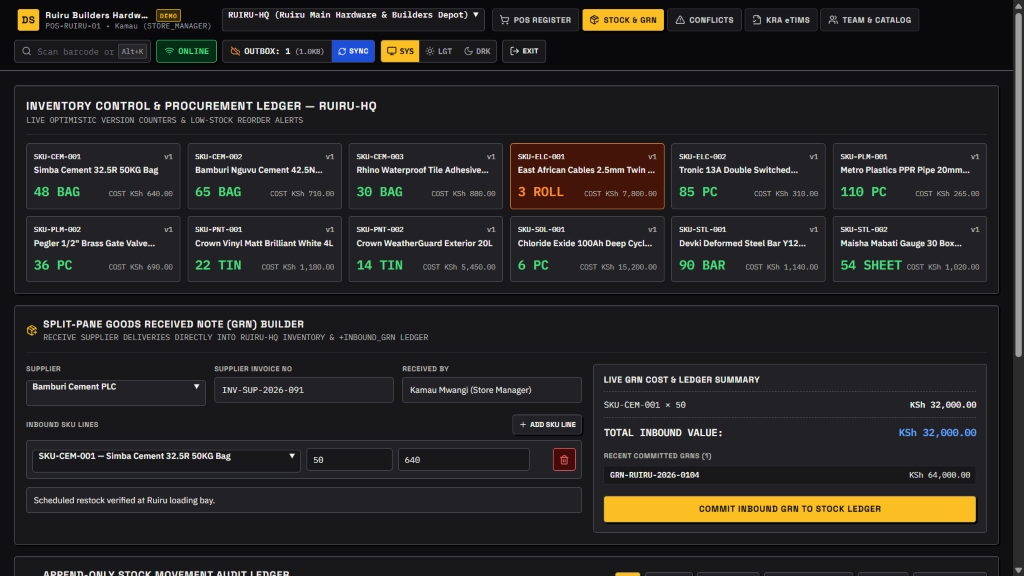 DS
Ruiru Builders Hardw... DEMO
POS-RUIRU-01 • Kamau (STORE_MANAGER)
RUIRU-HQ (Ruiru Main Hardware & Builders Depot) ▼
POS REGISTER
STOCK & GRN
CONFLICTS
KRA eTIMS
TEAM & CATALOG
Scan barcode or Alt+K
ONLINE
OUTBOX: 1 (1.0KB)
SYNC
SYS
LGT
DRK
EXIT
INVENTORY CONTROL & PROCUREMENT LEDGER — RUIRU-HQ
LIVE OPTIMISTIC VERSION COUNTERS & LOW-STOCK REORDER ALERTS
SKU-CEM-001 v1
Simba Cement 32.5R 50KG Bag
48 BAG COST KSh 640.00
SKU-CEM-002 v1
Bamburi Nguvu Cement 42.5N...
65 BAG COST KSh 710.00
SKU-CEM-003 v1
Rhino Waterproof Tile Adhesive...
30 BAG COST KSh 880.00
SKU-ELC-001 v1
East African Cables 2.5mm Twin ...
3 ROLL COST KSh 7,800.00
SKU-ELC-002 v1
Tronic 13A Double Switched...
85 PC COST KSh 310.00
SKU-PLM-001 v1
Metro Plastics PPR Pipe 20mm...
110 PC COST KSh 265.00
SKU-PLM-002 v1
Pegler 1/2" Brass Gate Valve...
36 PC COST KSh 690.00
SKU-PNT-001 v1
Crown Vinyl Matt Brilliant White 4L
22 TIN COST KSh 1,180.00
SKU-PNT-002 v1
Crown WeatherGuard Exterior 20L
14 TIN COST KSh 5,450.00
SKU-SOL-001 v1
Chloride Exide 100Ah Deep Cycl...
6 PC COST KSh 15,200.00
SKU-STL-001 v1
Devki Deformed Steel Bar Y12...
90 BAR COST KSh 1,140.00
SKU-STL-002 v1
Maisha Mabati Gauge 30 Box...
54 SHEET COST KSh 1,020.00
SPLIT-PANE GOODS RECEIVED NOTE (GRN) BUILDER
RECEIVE SUPPLIER DELIVERIES DIRECTLY INTO RUIRU-HQ INVENTORY & +INBOUND_GRN LEDGER
SUPPLIER
Bamburi Cement PLC ▼
SUPPLIER INVOICE NO
INV-SUP-2026-091
RECEIVED BY
Kamau Mwangi (Store Manager)
INBOUND SKU LINES
+ ADD SKU LINE
SKU-CEM-001 — Simba Cement 32.5R 50KG Bag ▼
50
640
Scheduled restock verified at Ruiru loading bay.
LIVE GRN COST & LEDGER SUMMARY
SKU-CEM-001 × 50 KSh 32,000.00
TOTAL INBOUND VALUE: KSh 32,000.00
RECENT COMMITTED GRNS (1)
GRN-RUIRU-2026-0104 KSh 64,000.00
COMMIT INBOUND GRN TO STOCK LEDGER
APPEND-ONLY STOCK MOVEMENT AUDIT LEDGER